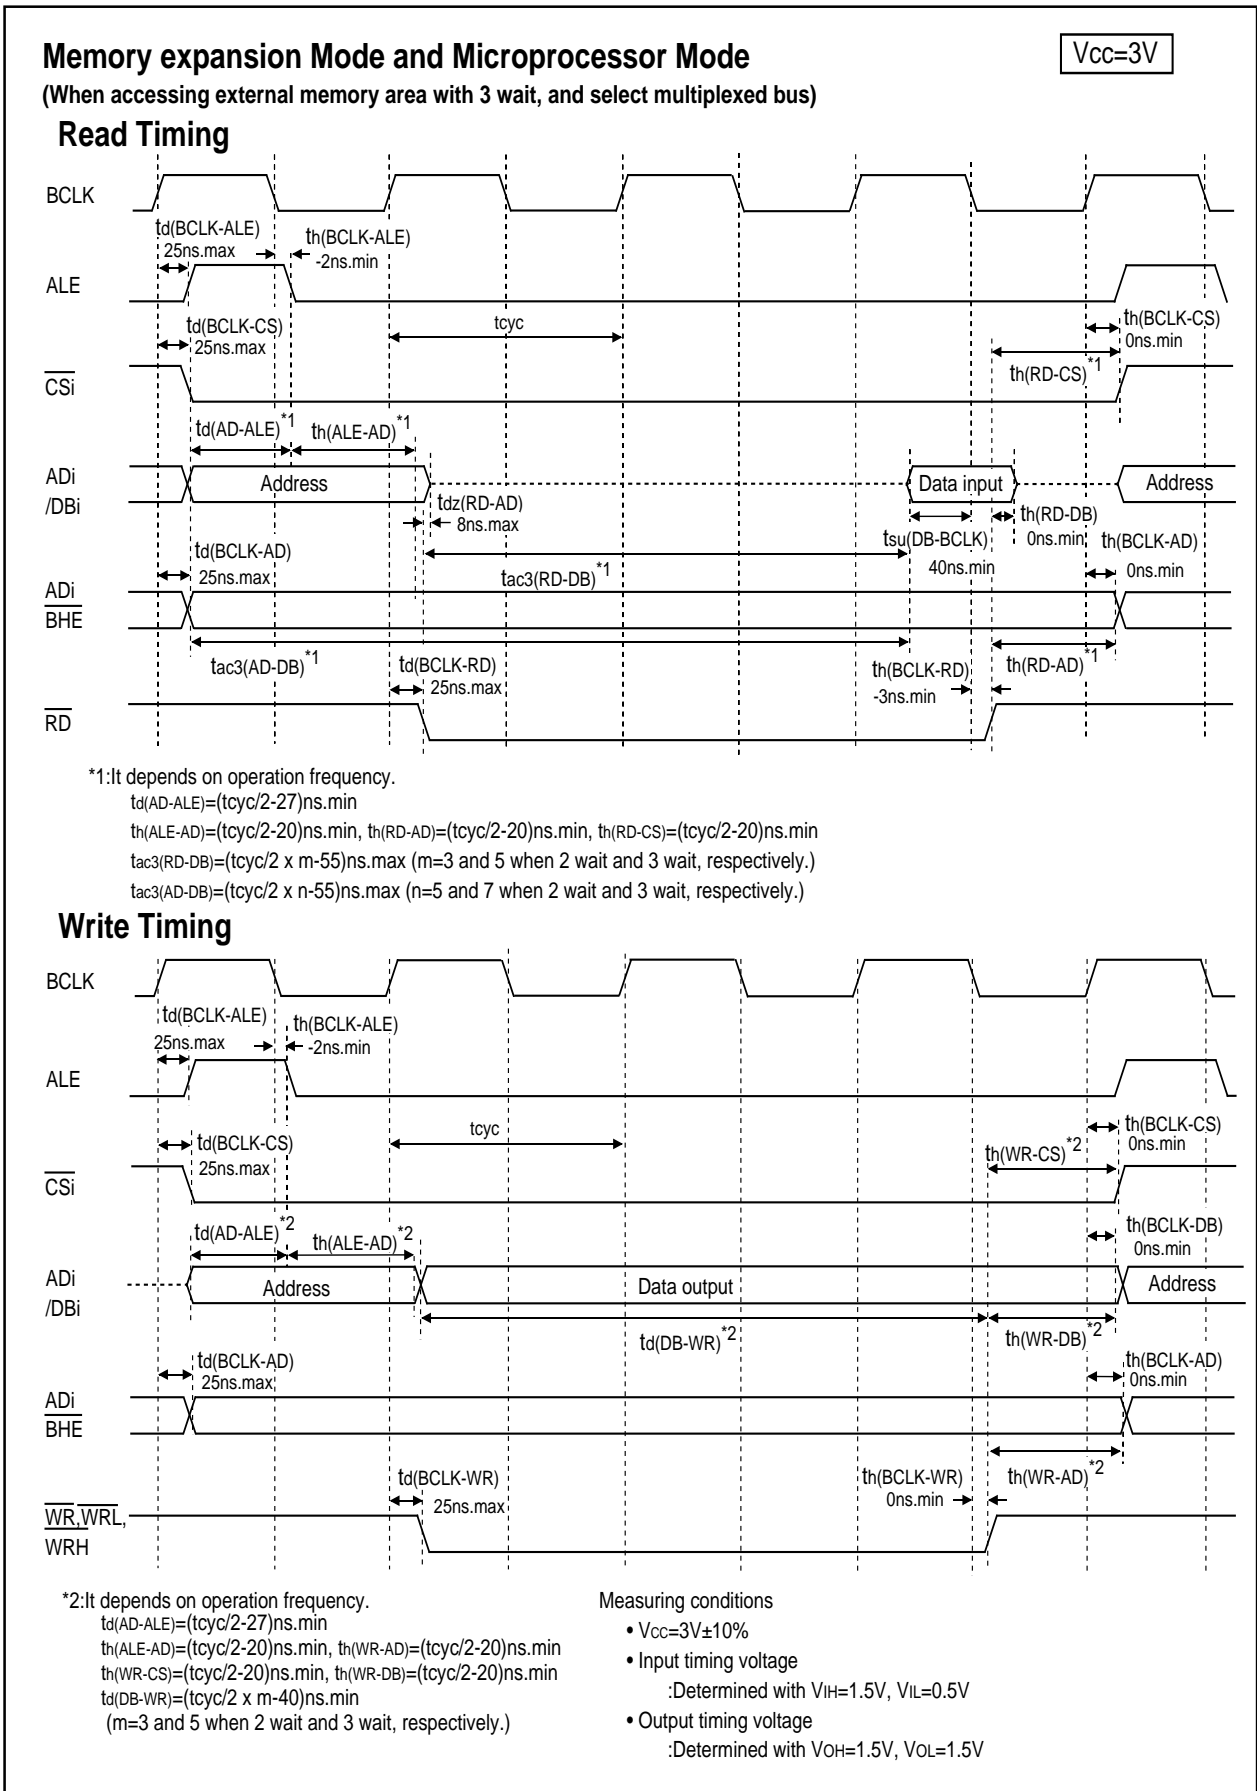 Memory expansion Mode and Microprocessor Mode
Vcc=3V
(When accessing external memory area with 3 wait, and select multiplexed bus)
Read Timing
BCLK
td(BCLK-ALE)
25ns.max
th(BCLK-ALE)
-2ns.min
ALE
td(BCLK-CS)
25ns.max
tcyc
th(BCLK-CS)
0ns.min
th(RD-CS)*1
CSi
td(AD-ALE)*1
th(ALE-AD)*1
ADi
/DBi
Address
Data input
Address
tdz(RD-AD)
8ns.max
th(RD-DB)
0ns.min
tsu(DB-BCLK)
40ns.min
td(BCLK-AD)
25ns.max
tac3(RD-DB)*1
th(BCLK-AD)
0ns.min
ADi
BHE
tac3(AD-DB)*1
td(BCLK-RD)
25ns.max
th(BCLK-RD)
-3ns.min
th(RD-AD)*1
RD
*1:It depends on operation frequency.
td(AD-ALE)=(tcyc/2-27)ns.min
th(ALE-AD)=(tcyc/2-20)ns.min, th(RD-AD)=(tcyc/2-20)ns.min, th(RD-CS)=(tcyc/2-20)ns.min
tac3(RD-DB)=(tcyc/2 x m-55)ns.max (m=3 and 5 when 2 wait and 3 wait, respectively.)
tac3(AD-DB)=(tcyc/2 x n-55)ns.max (n=5 and 7 when 2 wait and 3 wait, respectively.)
Write Timing
BCLK
td(BCLK-ALE)
25ns.max
th(BCLK-ALE)
-2ns.min
ALE
td(BCLK-CS)
25ns.max
tcyc
th(BCLK-CS)
0ns.min
th(WR-CS)*2
CSi
td(AD-ALE)*2
th(ALE-AD)*2
th(BCLK-DB)
0ns.min
ADi
/DBi
Address
Data output
Address
td(DB-WR)*2
th(WR-DB)*2
td(BCLK-AD)
25ns.max
th(BCLK-AD)
0ns.min
ADi
BHE
td(BCLK-WR)
25ns.max
th(BCLK-WR)
0ns.min
th(WR-AD)*2
WR,WRL,
WRH
*2:It depends on operation frequency.
td(AD-ALE)=(tcyc/2-27)ns.min
th(ALE-AD)=(tcyc/2-20)ns.min, th(WR-AD)=(tcyc/2-20)ns.min
th(WR-CS)=(tcyc/2-20)ns.min, th(WR-DB)=(tcyc/2-20)ns.min
td(DB-WR)=(tcyc/2 x m-40)ns.min
(m=3 and 5 when 2 wait and 3 wait, respectively.)
Measuring conditions
• VCC=3V±10%
• Input timing voltage
:Determined with VIH=1.5V, VIL=0.5V
• Output timing voltage
:Determined with VOH=1.5V, VOL=1.5V